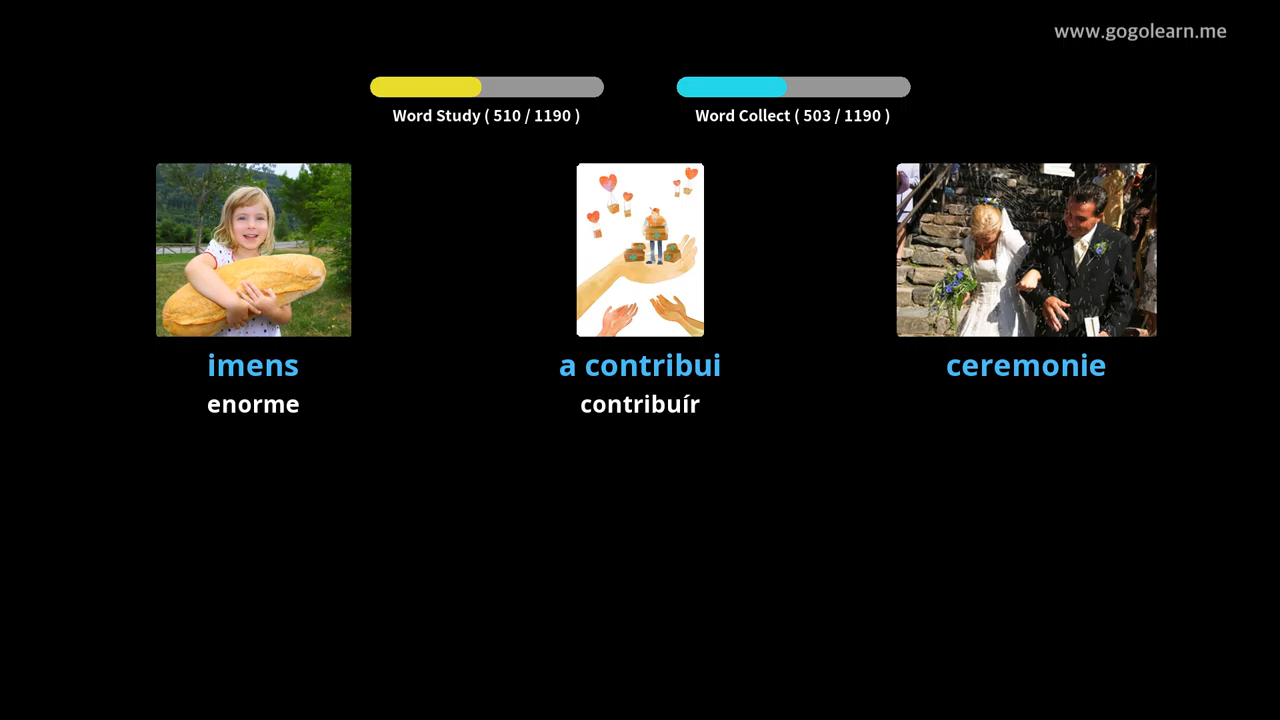 www.gogolearn.me
Word Study ( 510 / 1190 )
Word Collect ( 503 / 1190 )
imens
a contribui
ceremonie
enorme
contribuír